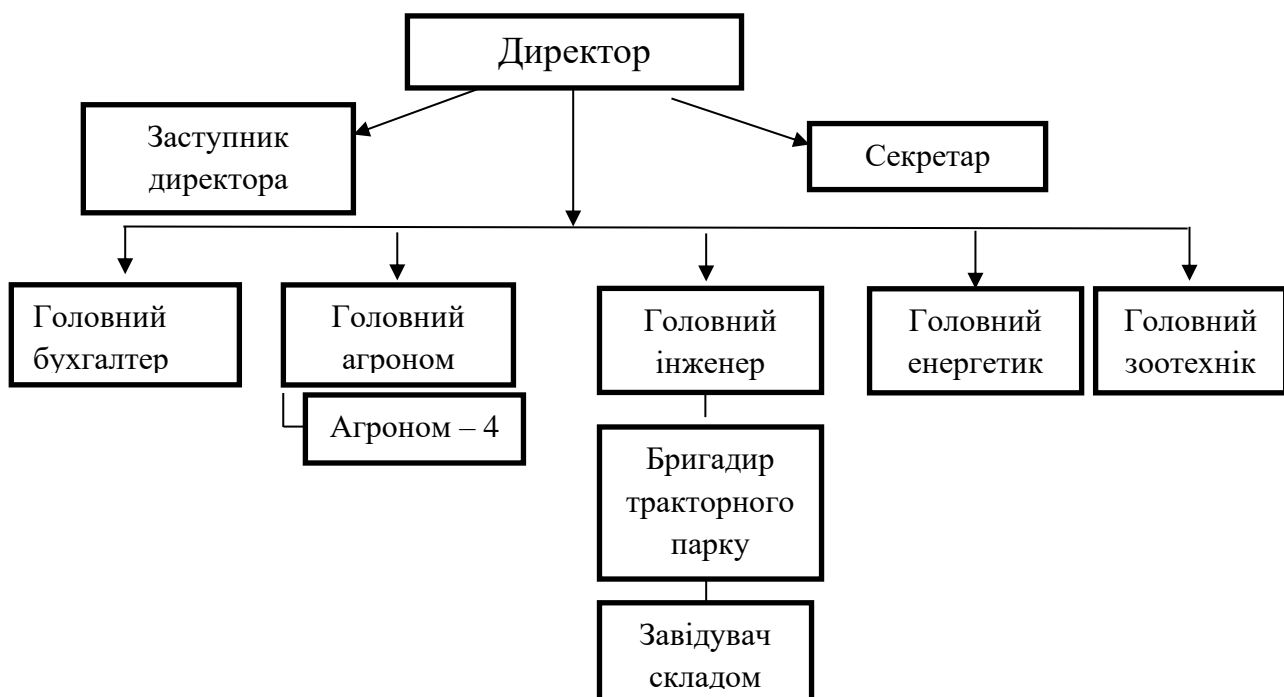 Директор
Заступник
директора
Секретар
Головний
бухгалтер
Головний
агроном
Головний
інженер
Головний
енергетик
Головний
зоотехнік
Агроном – 4
Бригадир
тракторного
парку
Завідувач
складом